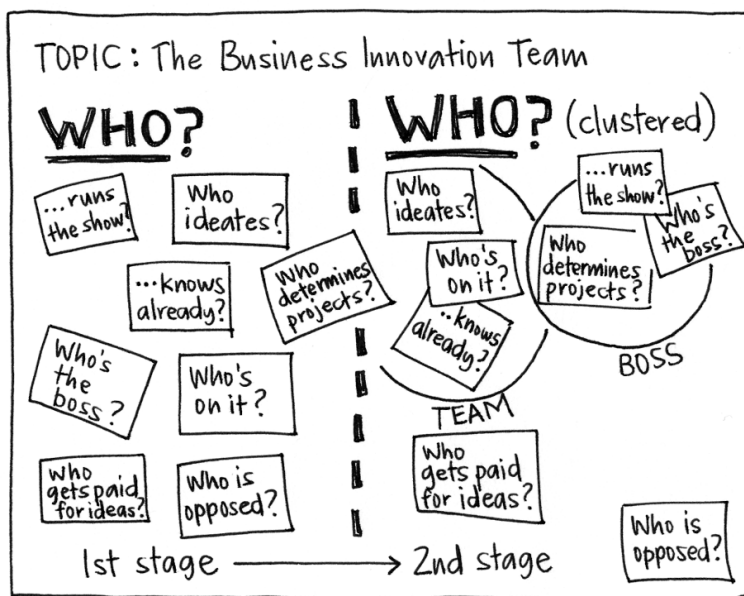 TOPIC: The Business Innovation Team
WHO?
...runs
the show?
Who
ideates?
...knows
already?
Who
determines
projects?
Who's
the
boss?
Who's
on it?
Who
gets paid
for ideas?
Who is
opposed?
1st stage
WHO? (clustered)
Who
ideates?
Who's
on it?
..knows
already?
TEAM
...runs
the show?
Who's
the
boss?
Who
determines
projects?
BOSS
Who
gets paid
for ideas?
Who is
opposed?
2nd stage